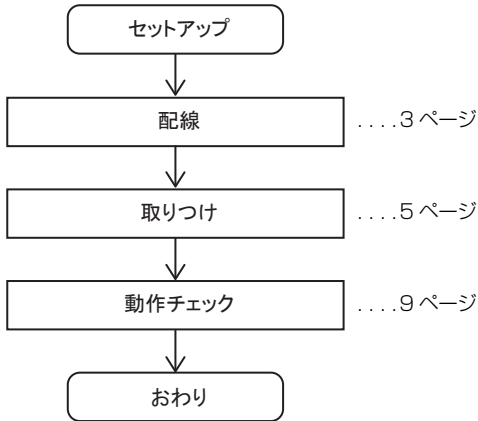 セットアップ
配線 ....3 ページ
取りつけ ....5 ページ
動作チェック ....9 ページ
おわり